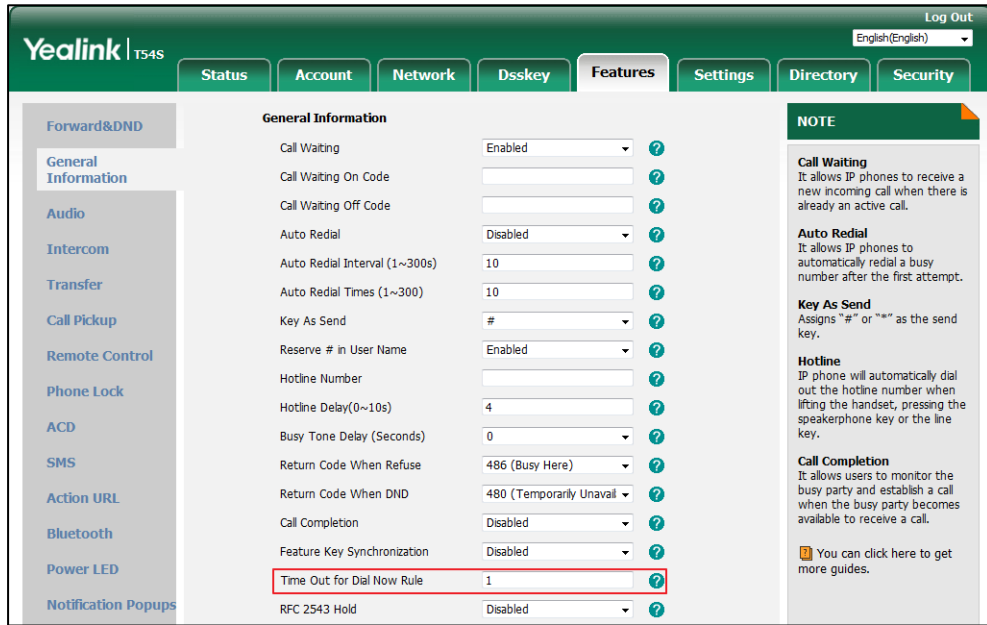 Log Out
English(English)
Yealink | T54S
Status Account Network Dsskey Features Settings Directory Security
Forward&DND
General
Information
Audio
Intercom
Transfer
Call Pickup
Remote Control
Phone Lock
ACD
SMS
Action URL
Bluetooth
Power LED
Notification Popups
General Information
Call Waiting Enabled ?
Call Waiting On Code ?
Call Waiting Off Code ?
Auto Redial Disabled ?
Auto Redial Interval (1~300s) 10 ?
Auto Redial Times (1~300) 10 ?
Key As Send # ?
Reserve # in User Name Enabled ?
Hotline Number ?
Hotline Delay(0~10s) 4 ?
Busy Tone Delay (Seconds) 0 ?
Return Code When Refuse 486 (Busy Here) ?
Return Code When DND 480 (Temporarily Unavail ?
Call Completion Disabled ?
Feature Key Synchronization Disabled ?
Time Out for Dial Now Rule 1 ?
RFC 2543 Hold Disabled ?
NOTE
Call Waiting
It allows IP phones to receive a
new incoming call when there is
already an active call.
Auto Redial
It allows IP phones to
automatically redial a busy
number after the first attempt.
Key As Send
Assigns "#" or "*" as the send
key.
Hotline
IP phone will automatically dial
out the hotline number when
lifting the handset, pressing the
speakerphone key or the line
key.
Call Completion
It allows users to monitor the
busy party and establish a call
when the busy party becomes
available to receive a call.
? You can click here to get
more guides.